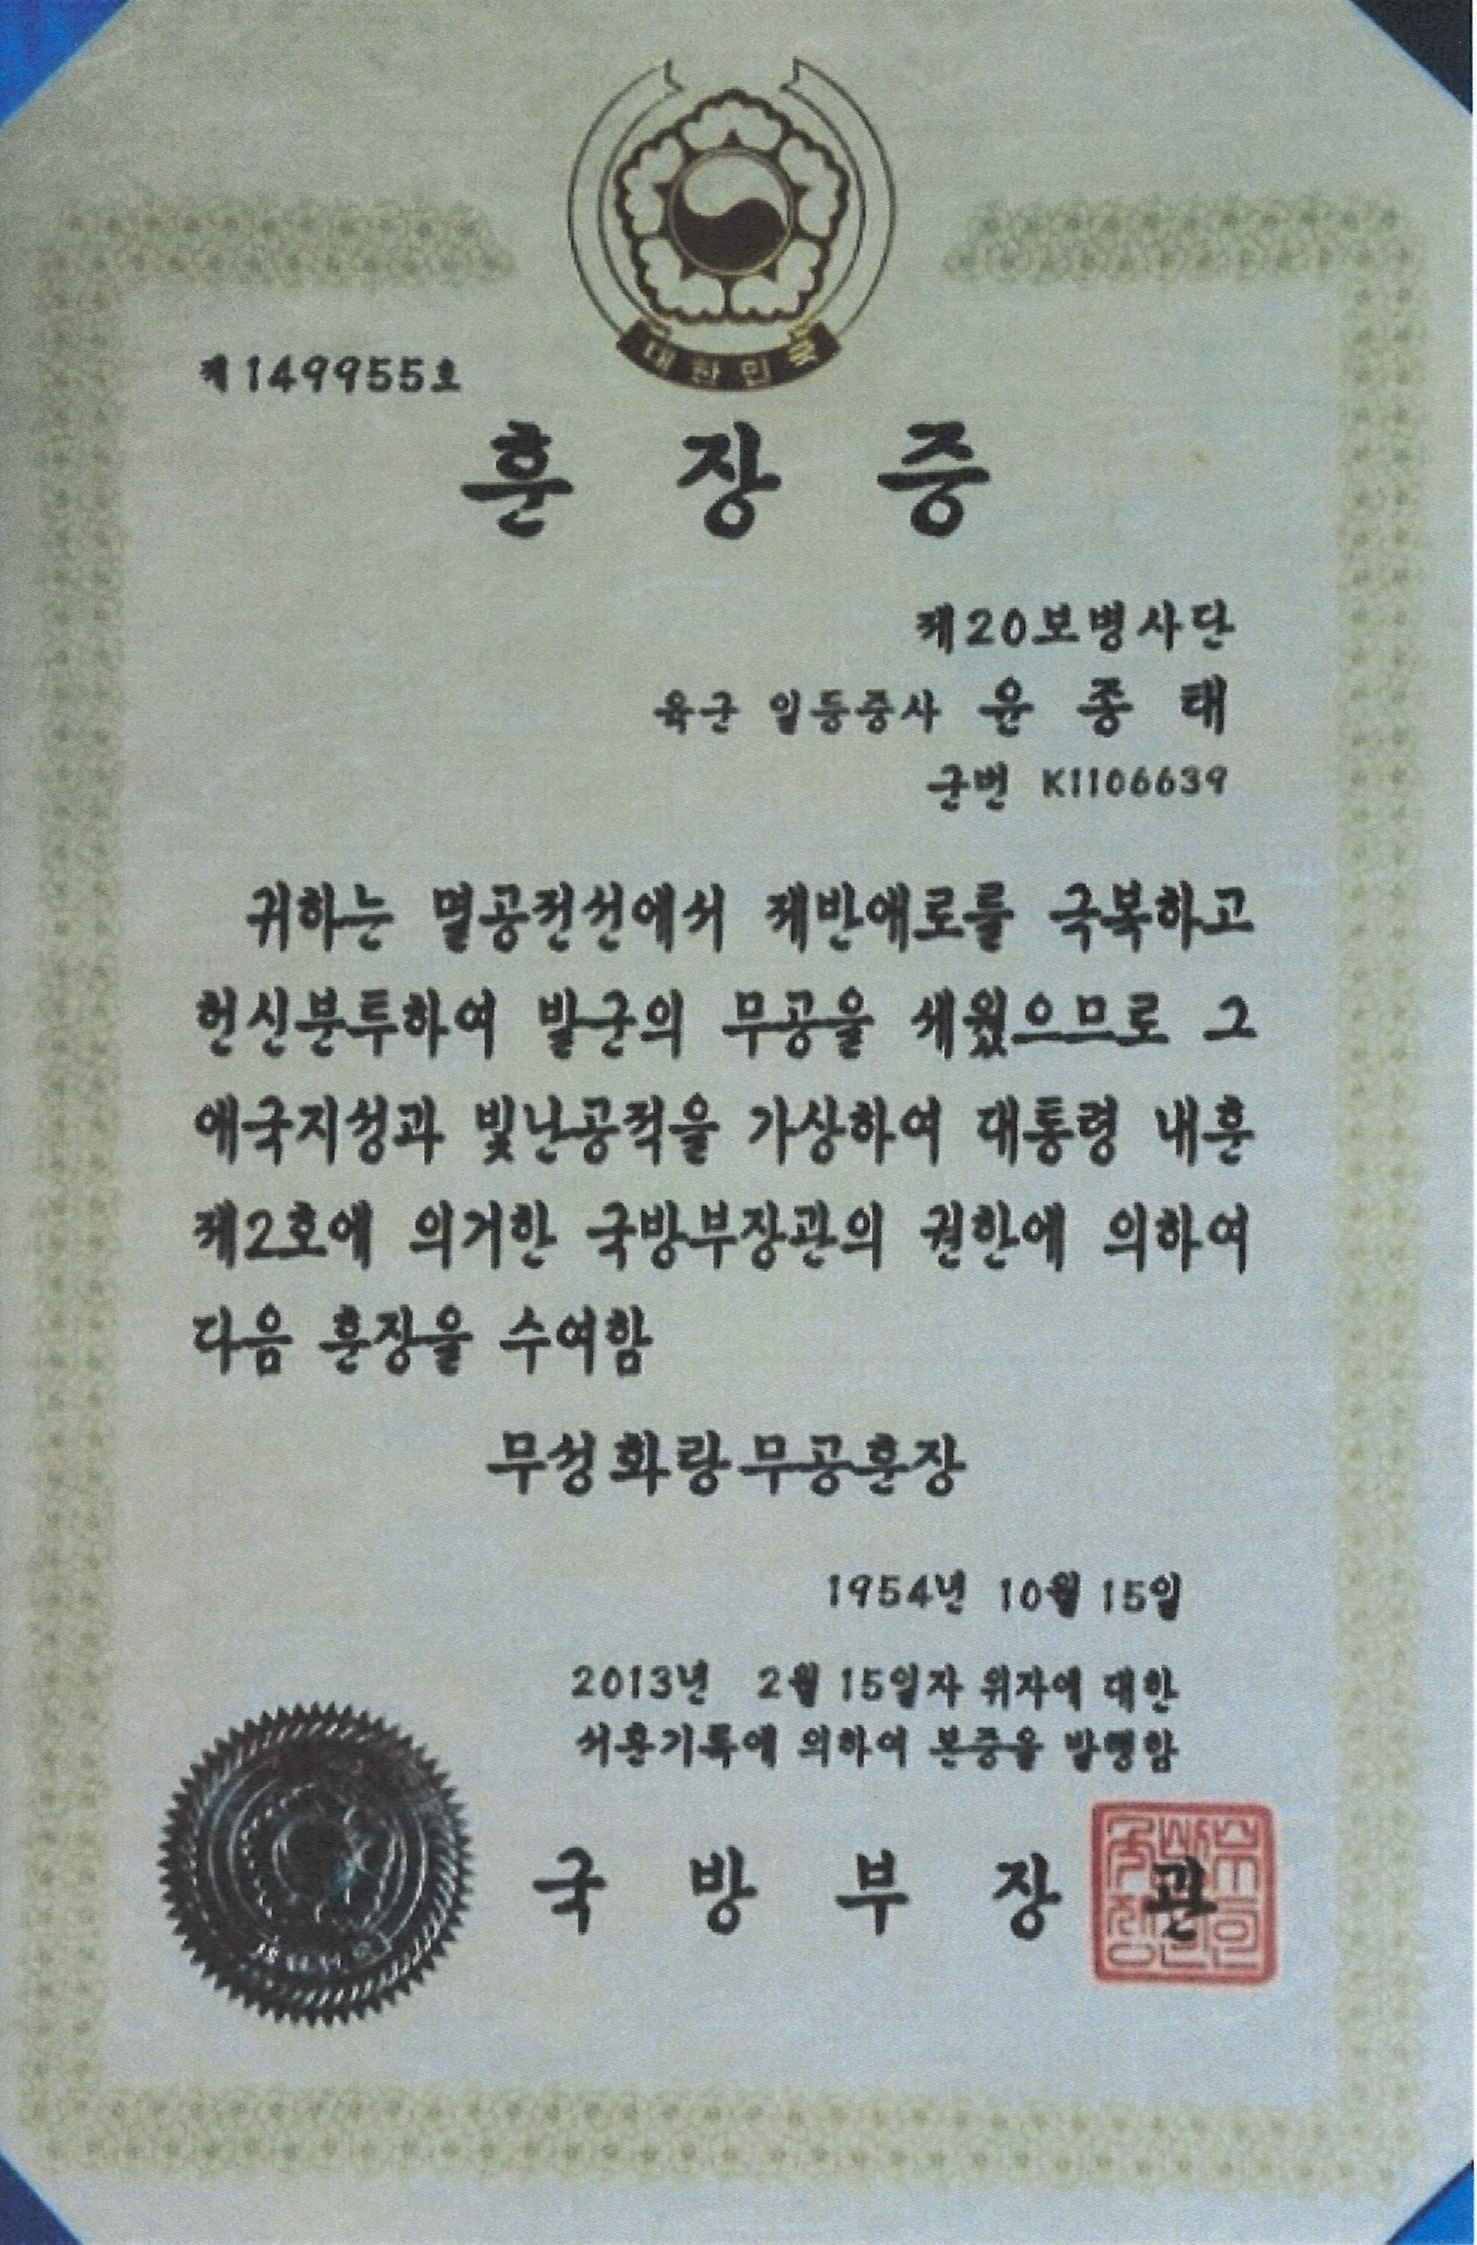 대한민국
제149955호
훈장증
제20보병사단
육군 일등중사 윤종태
군번 K1106639
귀하는 멸공전선에서 제반애로를 극복하고
헌신분투하여 발군의 무공을 세웠으므로 그
애국지성과 빛난공적을 가상하여 대통령 내훈
제2호에 의거한 국방부장관의 권한에 의하여
다음 훈장을 수여함
무성화랑무공훈장
1954년 10월 15일
2013년 2월 15일자 위자에 대한
서훈기록에 의하여 본증을 발행함
국방부장관